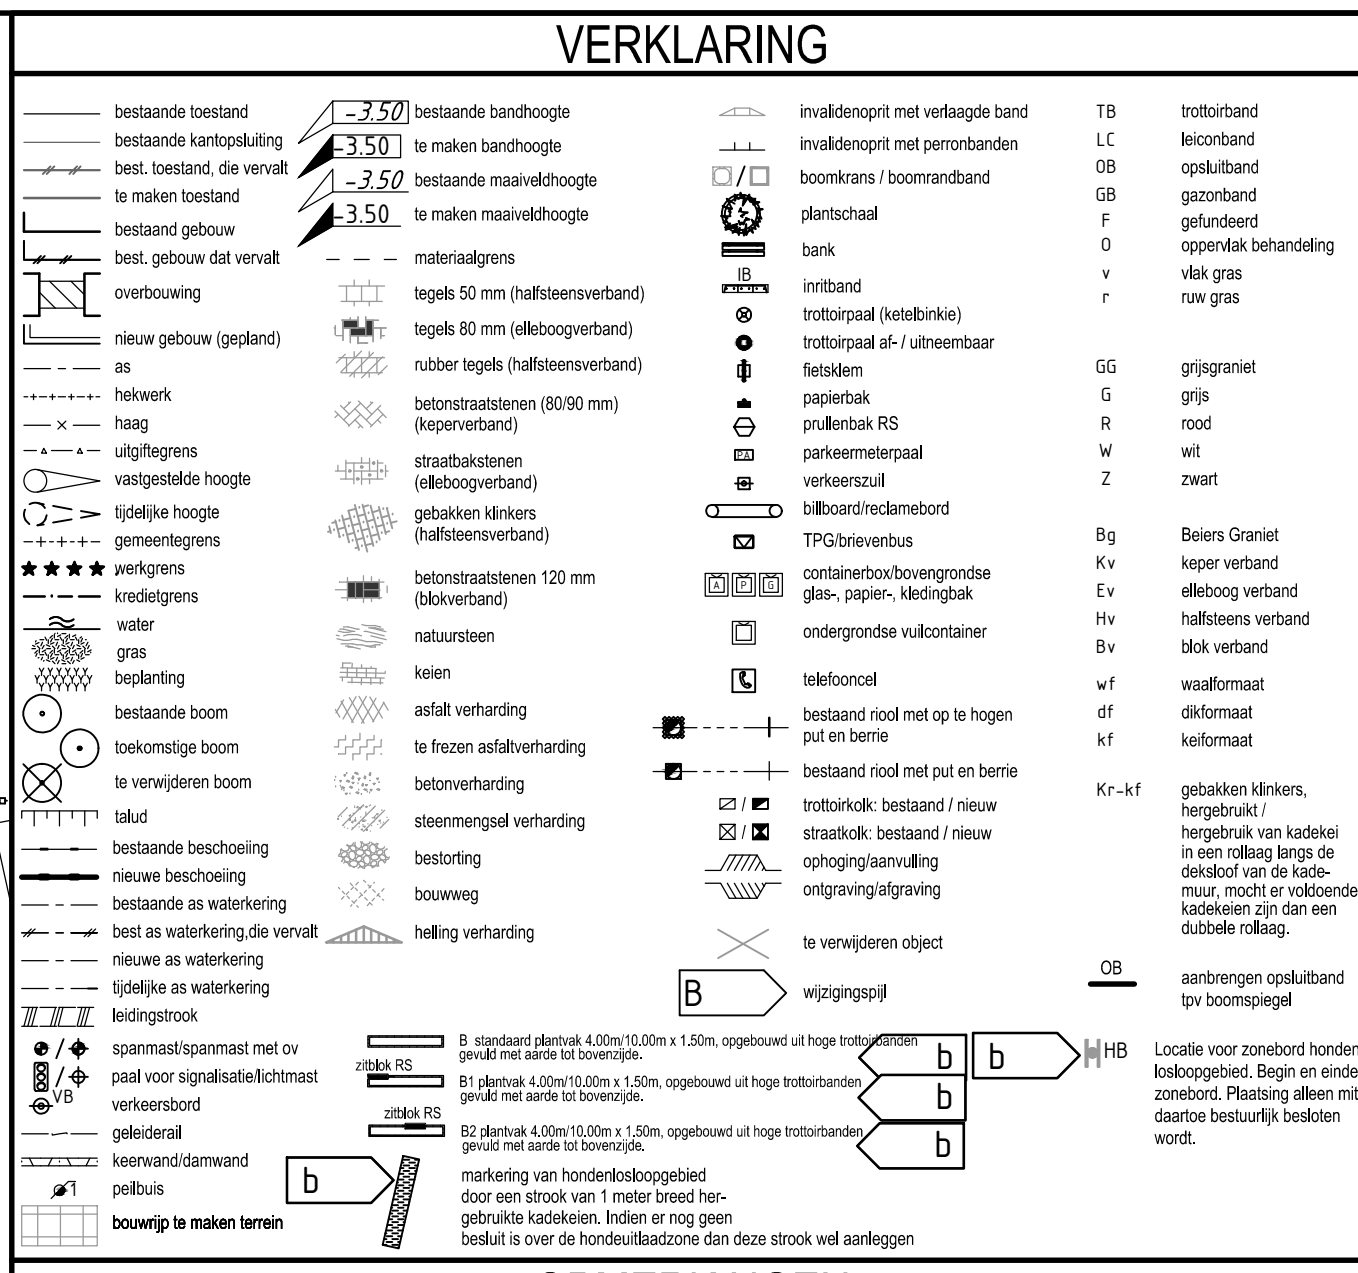 VERKLARING
bestaande toestand
bestaande kantopsluiting
best. toestand, die vervalt
te maken toestand
bestaand gebouw
best. gebouw dat vervalt
overbouwing
nieuw gebouw (gepland)
as
hekwerk
haag
uitgiftegrens
vastgestelde hoogte
tijdelijke hoogte
gemeentegrens
werkgrens
kredietgrens
water
gras
beplanting
bestaande boom
toekomstige boom
te verwijderen boom
talud
bestaande beschoeiing
nieuwe beschoeiing
bestaande as waterkering
best as waterkering,die vervalt
nieuwe as waterkering
tijdelijke as waterkering
leidingstrook
/ spanmast/spanmast met ov
/ paal voor signalisatie/lichtmast
VB verkeersbord
geleiderail
keerwand/damwand
1 peilbuis
bouwrijp te maken terrein
-3.50 bestaande bandhoogte
-3.50 te maken bandhoogte
-3.50 bestaande maaiveldhoogte
-3.50 te maken maaiveldhoogte
materiaalgrens
tegels 50 mm (halfsteensverband)
tegels 80 mm (elleboogverband)
rubber tegels (halfsteensverband)
betonstraatstenen (80/90 mm)
(keperverband)
straatbakstenen
(elleboogverband)
gebakken klinkers
(halfsteensverband)
betonstraatstenen 120 mm
(blokverband)
natuursteen
keien
asfalt verharding
te frezen asfaltverharding
betonverharding
steenmengsel verharding
bestorting
bouwweg
helling verharding
invalidenoprit met verlaagde band
invalidenoprit met perronbanden
/ boomkrans / boomrandband
plantschaal
bank
IB inritband
trottoirpaal (ketelbinkie)
trottoirpaal af- / uitneembaar
fietsklem
papierbak
prullenbak RS
PA parkeermeterpaal
verkeerszuil
billboard/reclamebord
TPG/brievenbus
A P G containerbox/bovengrondse
glas-, papier-, kledingbak
ondergrondse vuilcontainer
telefooncel
bestaand riool met op te hogen
put en berrie
bestaand riool met put en berrie
/ trottoirkolk: bestaand / nieuw
/ straatkolk: bestaand / nieuw
ophoging/aanvulling
ontgraving/afgraving
te verwijderen object
B wijzigingspijl
TB trottoirband
LC leiconband
OB opsluitband
GB gazonband
F gefundeerd
O oppervlak behandeling
v vlak gras
r ruw gras
GG grijsgraniet
G grijs
R rood
W wit
Z zwart
Bg Beiers Graniet
Kv keper verband
Ev elleboog verband
Hv halfsteens verband
Bv blok verband
wf waalformaat
df dikformaat
kf keiformaat
Kr-kf gebakken klinkers,
hergebruikt /
hergebruik van kadekei
in een rollaag langs de
deksloof van de kade-
muur, mocht er voldoende
kadekeien zijn dan een
dubbele rollaag.
OB aanbrengen opsluitband
tpv boomspiegel
B standaard plantvak 4.00m/10.00m x 1.50m, opgebouwd uit hoge trottoirbanden
gevuld met aarde tot bovenzijde.
b
zitblok RS
B1 plantvak 4.00m/10.00m x 1.50m, opgebouwd uit hoge trottoirbanden
gevuld met aarde tot bovenzijde.
b
zitblok RS
B2 plantvak 4.00m/10.00m x 1.50m, opgebouwd uit hoge trottoirbanden
gevuld met aarde tot bovenzijde.
b
b
markering van hondenlosloopgebied
door een strook van 1 meter breed her-
gebruikte kadekeien. Indien er nog geen
besluit is over de hondeuitlaadzone dan deze strook wel aanleggen
b HB
Locatie voor zonebord honden
losloopgebied. Begin en einde
zonebord. Plaatsing alleen mit
daartoe bestuurlijk besloten
wordt.